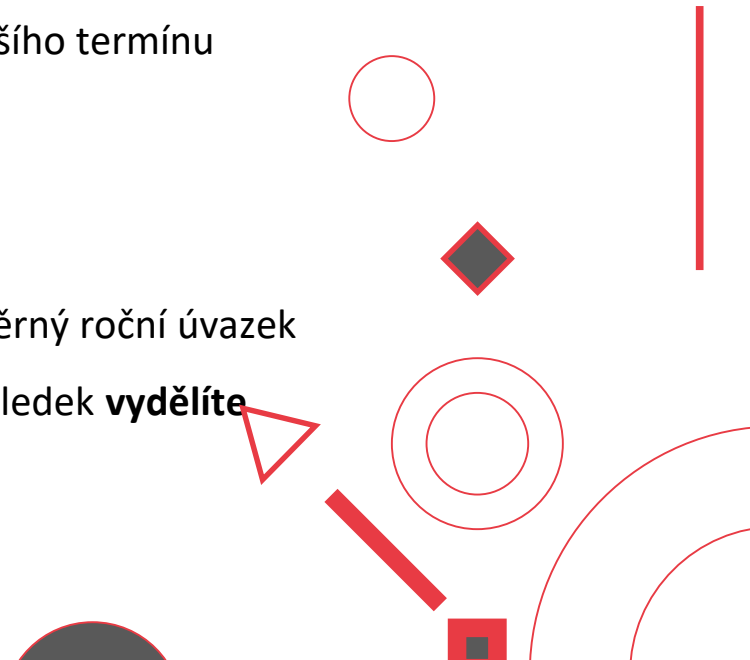 šího termínu
ěrný roční úvazek
ledek vydělíte